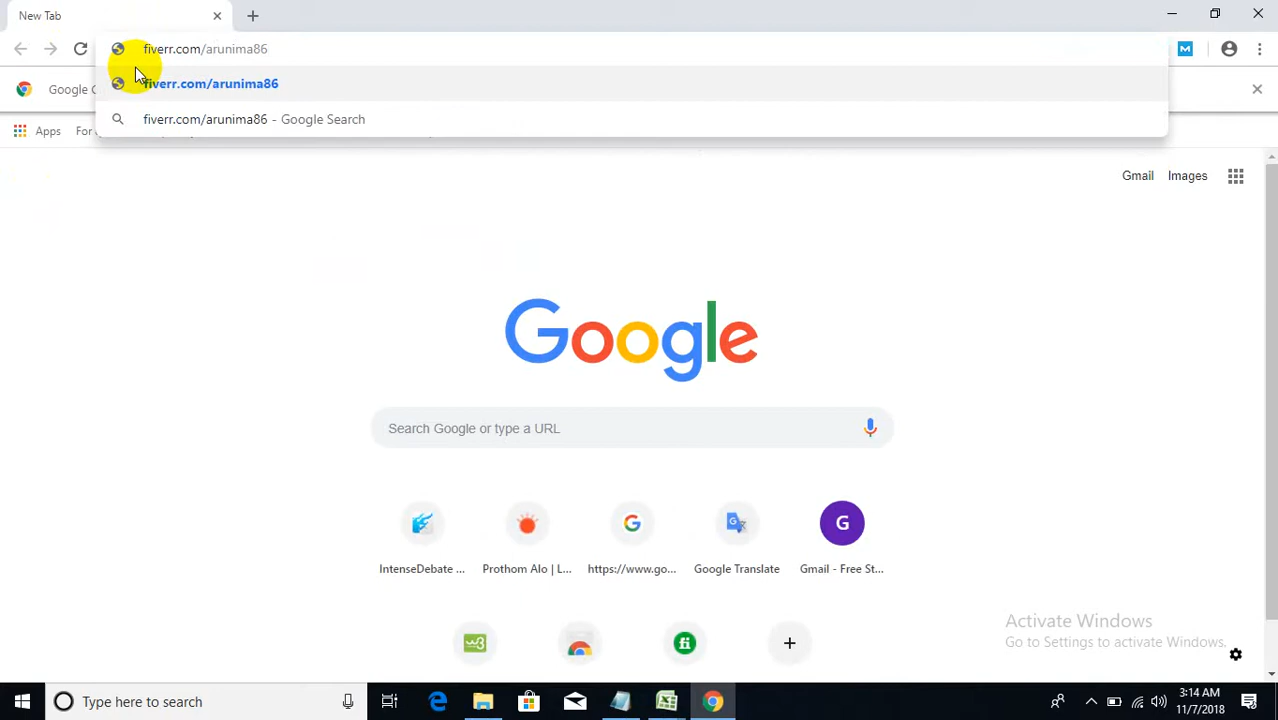 New Tab
fiverr.com/arunima86
fiverr.com/arunima86
Google C
fiverr.com/arunima86 - Google Search
Apps
For
Gmail
Images
Google
Search Google or type a URL
IntenseDebate ...
Prothom Alo | L...
https://www.go...
Google Translate
G
Gmail - Free St...
w3
fi
Activate Windows
Go to Settings to activate Windows.
Type here to search
3:14 AM
11/7/2018